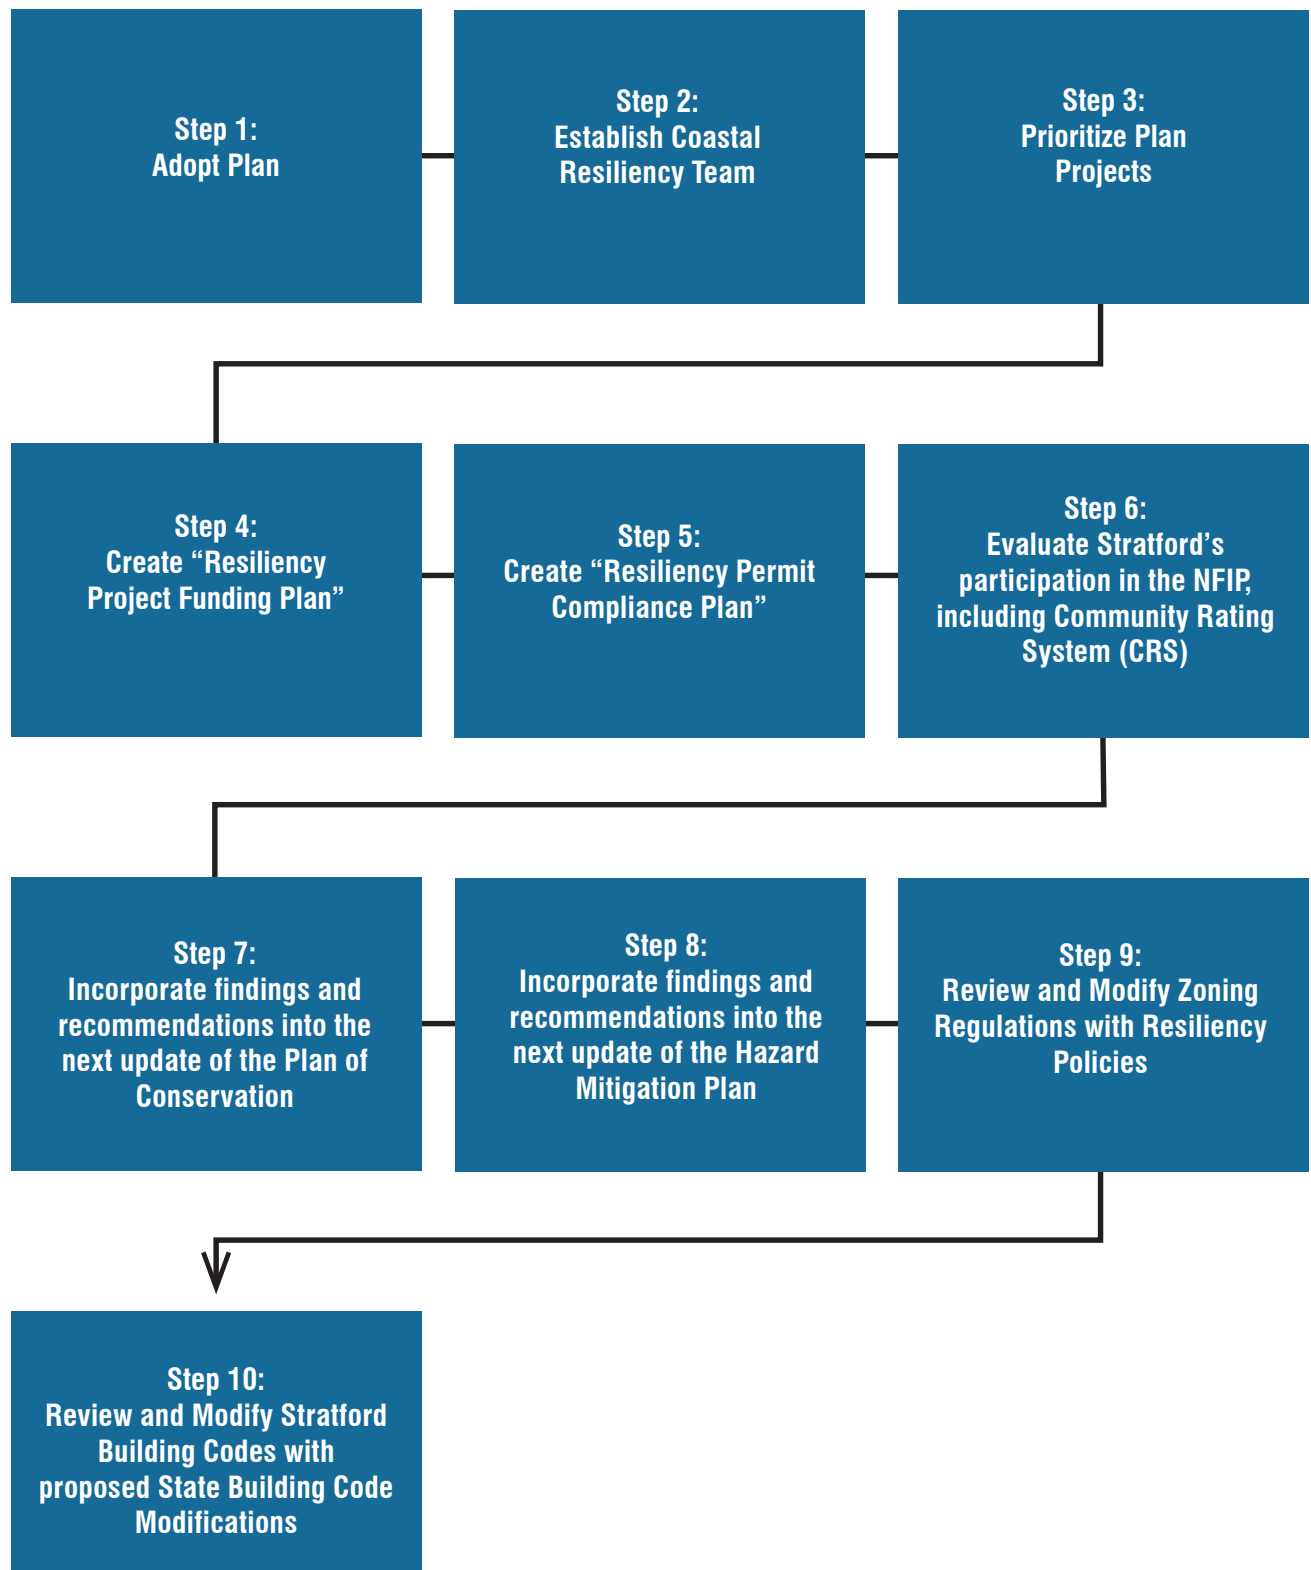 Step 1:
Adopt Plan
Step 2:
Establish Coastal
Resiliency Team
Step 3:
Prioritize Plan
Projects
Step 4:
Create “Resiliency
Project Funding Plan”
Step 5:
Create “Resiliency Permit
Compliance Plan”
Step 6:
Evaluate Stratford’s
participation in the NFIP,
including Community Rating
System (CRS)
Step 7:
Incorporate findings and
recommendations into the
next update of the Plan of
Conservation
Step 8:
Incorporate findings and
recommendations into the
next update of the Hazard
Mitigation Plan
Step 9:
Review and Modify Zoning
Regulations with Resiliency
Policies
Step 10:
Review and Modify Stratford
Building Codes with
proposed State Building Code
Modifications